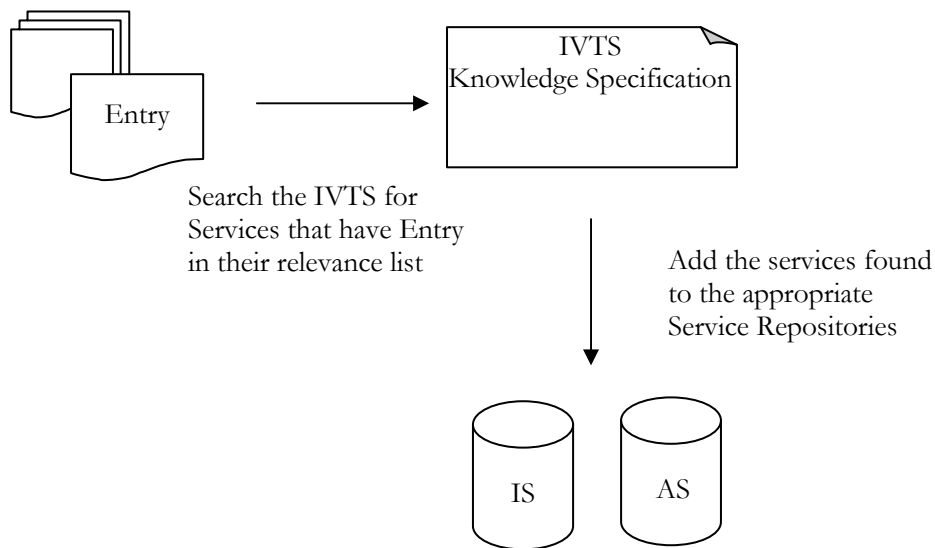 Entry
IVTS
Knowledge Specification
Search the IVTS for
Services that have Entry
in their relevance list
Add the services found
to the appropriate
Service Repositories
IS
AS